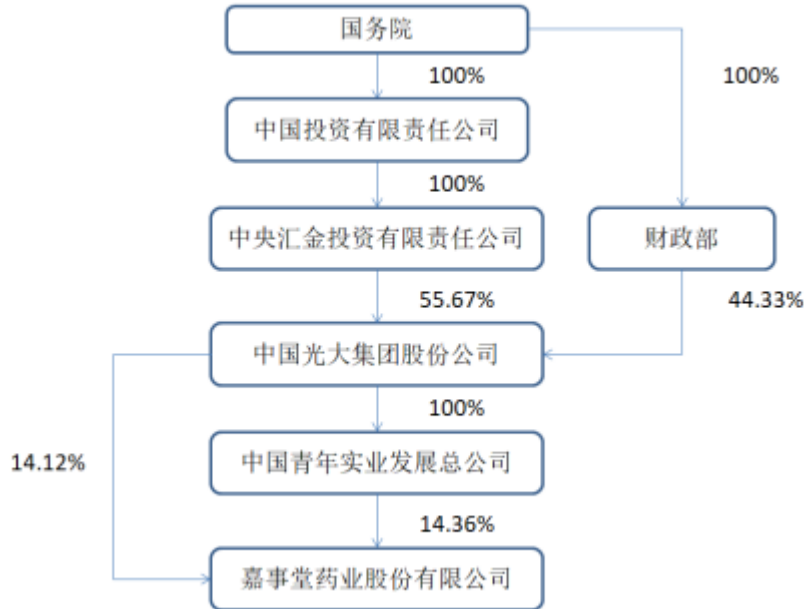 国务院
100%
100%
中国投资有限责任公司
100%
中央汇金投资有限责任公司
财政部
55.67%
44.33%
中国光大集团股份公司
100%
14.12%
中国青年实业发展总公司
14.36%
嘉事堂药业股份有限公司